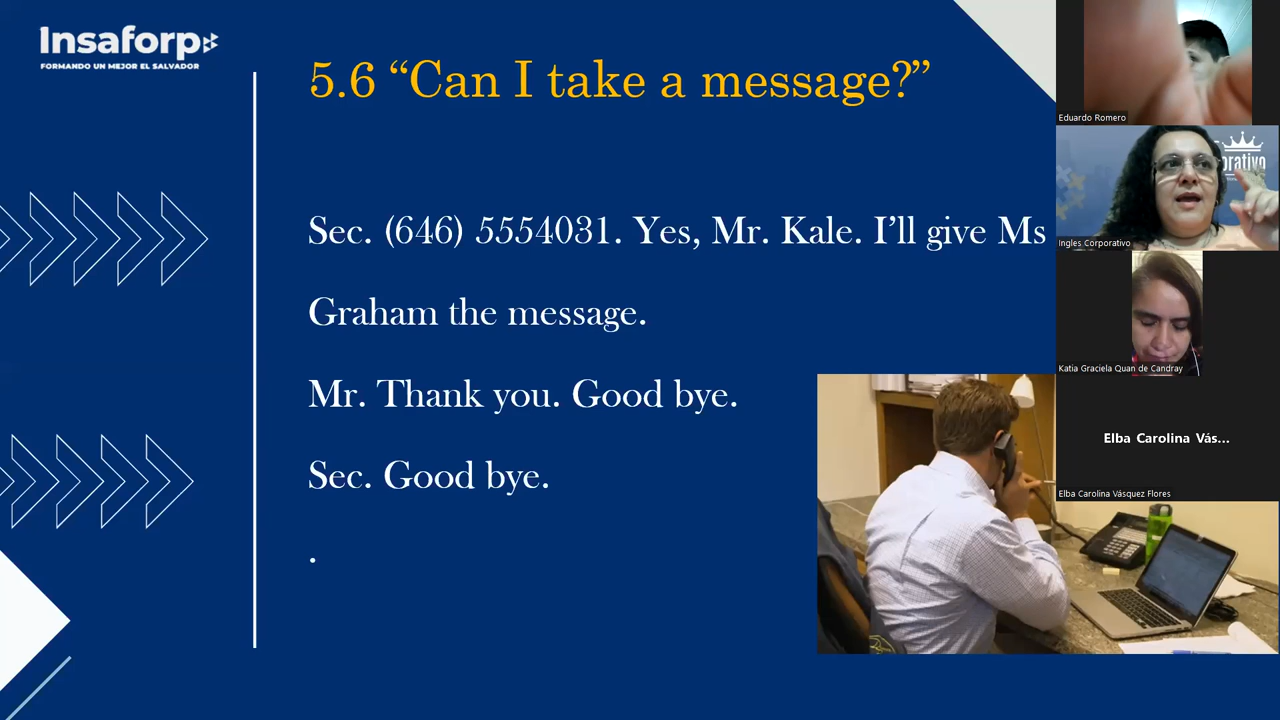 Insaforp
FORMANDO UN MEJOR EL SALVADOR
5.6 “Can I take a message?”
Sec. (646) 5554031. Yes, Mr. Kale. I’ll give Ms
Graham the message.
Mr. Thank you. Good bye.
Sec. Good bye.
.
Eduardo Romero
orativo
Ingles Corporativo
Katia Graciela Quan de Candray
Elba Carolina Vás...
Elba Carolina Vásquez Flores